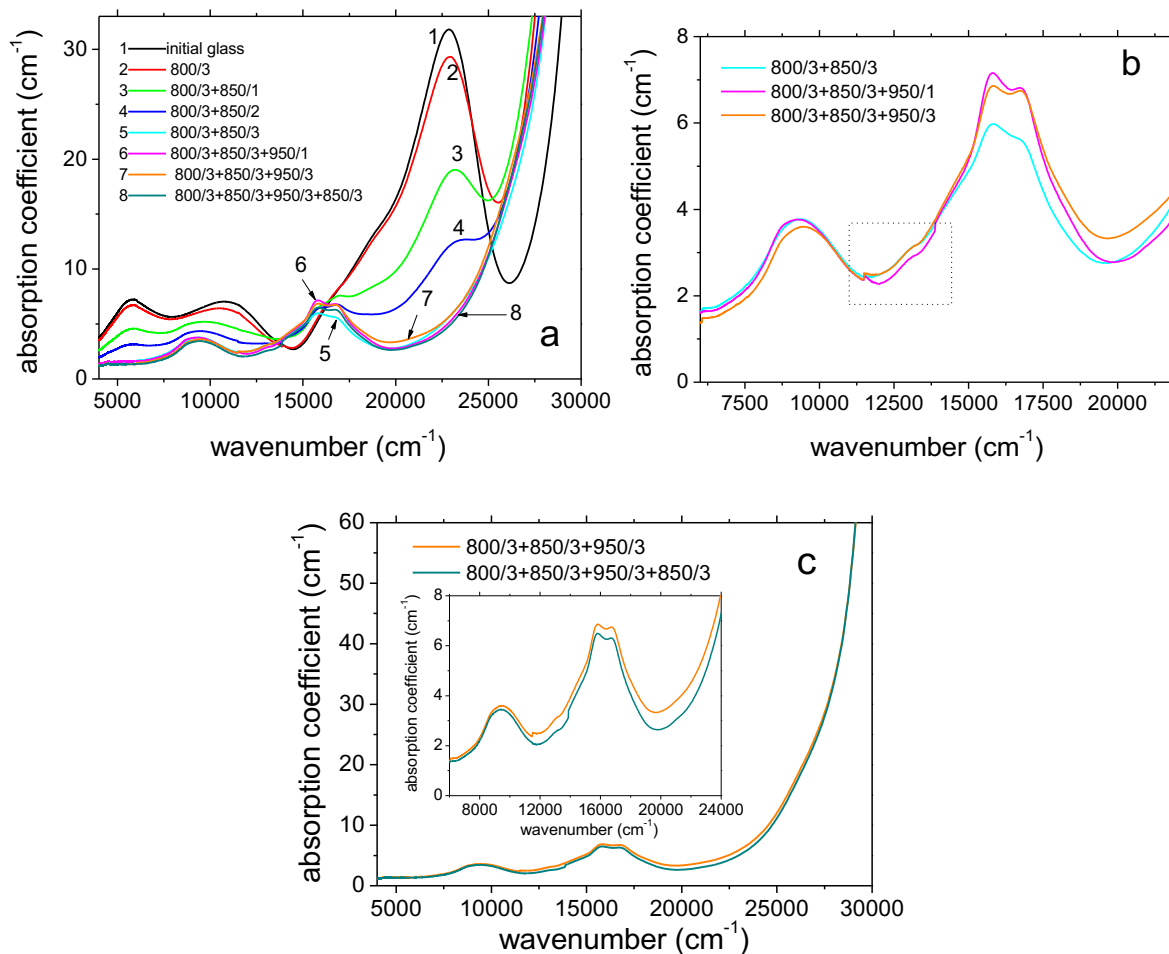 absorption coefficient (cm-1)
30
20
10
0
1 initial glass
2 800/3
3 800/3+850/1
4 800/3+850/2
5 800/3+850/3
6 800/3+850/3+950/1
7 800/3+850/3+950/3
8 800/3+850/3+950/3+850/3
1
2
3
4
6
7
5
8
a
5000 10000 15000 20000 25000 30000
wavenumber (cm-1)
absorption coefficient (cm-1)
8
6
4
2
0
800/3+850/3
800/3+850/3+950/1
800/3+850/3+950/3
b
7500 10000 12500 15000 17500 20000
wavenumber (cm-1)
absorption coefficient (cm-1)
60
50
40
30
20
10
0
800/3+850/3+950/3
800/3+850/3+950/3+850/3
c
absorption coefficient (cm-1)
8
6
4
2
0
8000 12000 16000 20000 24000
wavenumber (cm-1)
5000 10000 15000 20000 25000 30000
wavenumber (cm-1)